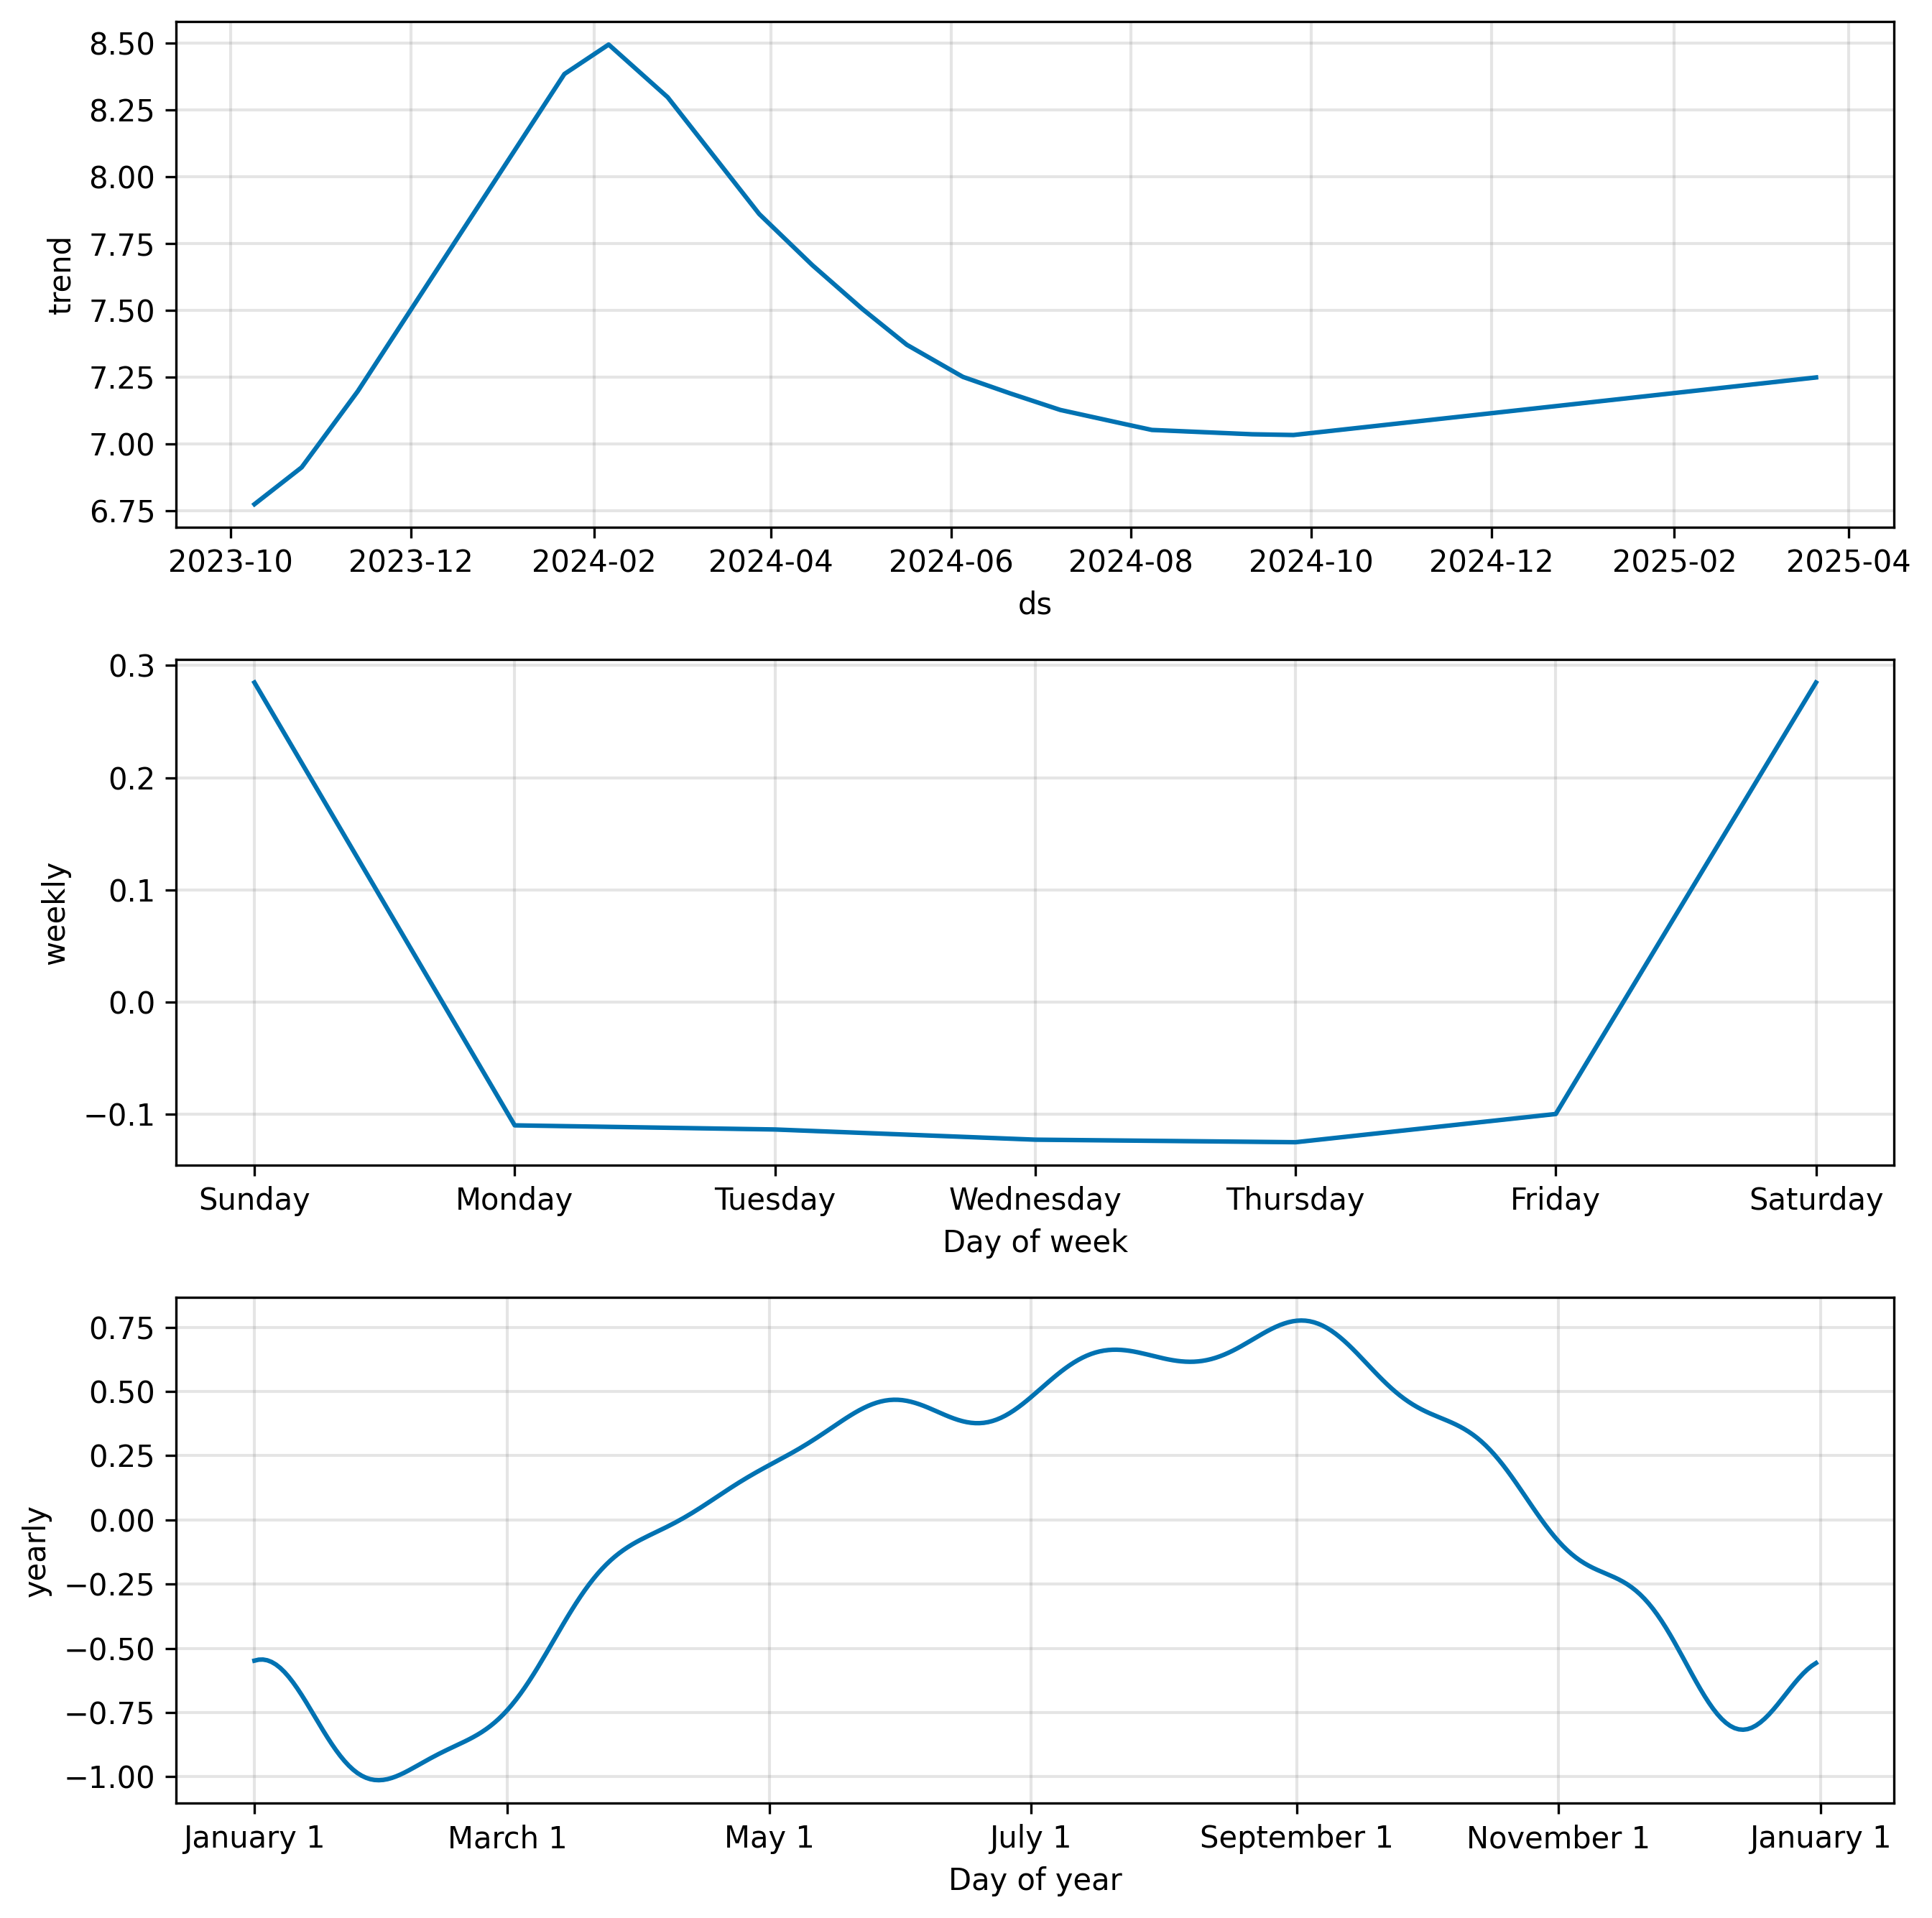 8.50
8.25
8.00
7.75
7.50
7.25
7.00
6.75
trend
2023-10 2023-12 2024-02 2024-04 2024-06 2024-08 2024-10 2024-12 2025-02 2025-04
ds
0.3
0.2
0.1
0.0
−0.1
weekly
Sunday Monday Tuesday Wednesday Thursday Friday Saturday
Day of week
0.75
0.50
0.25
0.00
−0.25
−0.50
−0.75
−1.00
yearly
January 1 March 1 May 1 July 1 September 1 November 1 January 1
Day of year